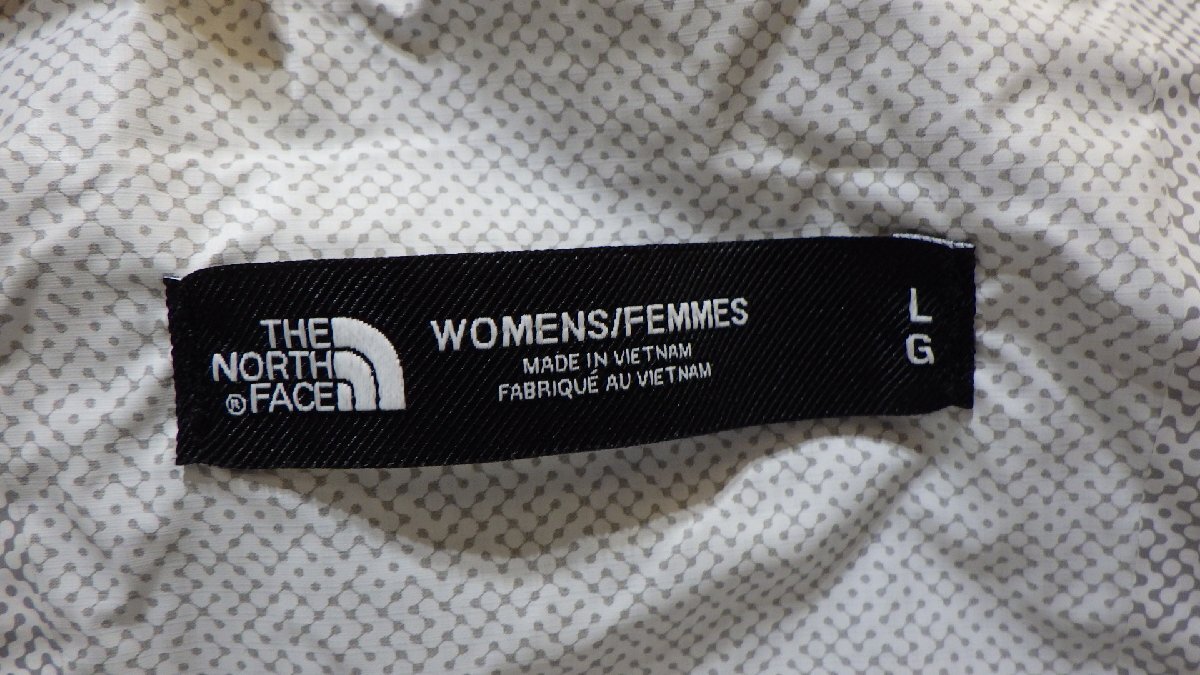 THE
NORTH
®FACE
WOMENS/FEMMES
MADE IN VIETNAM
FABRIQUÉ AU VIETNAM
L
G